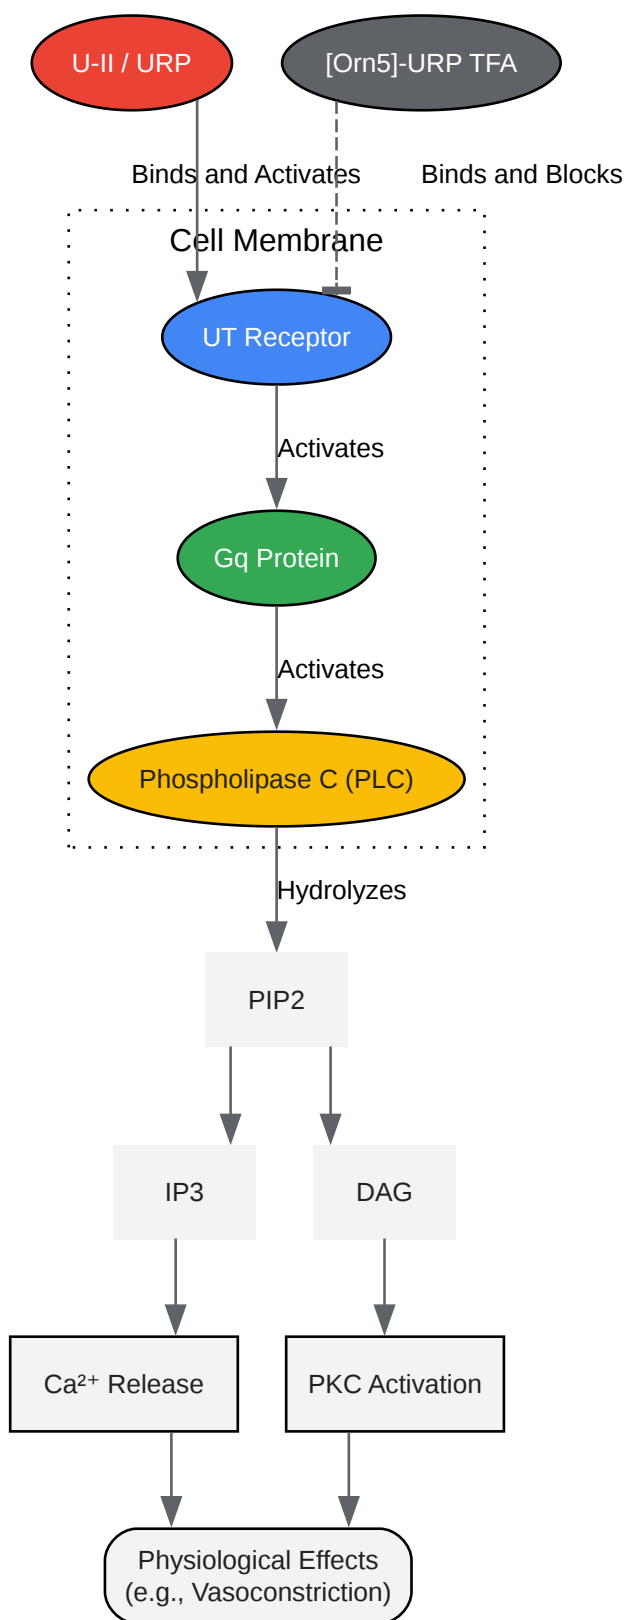 U-II / URP
[Orn5]-URP TFA
Binds and Activates
Binds and Blocks
Cell Membrane
UT Receptor
Activates
Gq Protein
Activates
Phospholipase C (PLC)
Hydrolyzes
PIP2
IP3
DAG
Ca²⁺ Release
PKC Activation
Physiological Effects
(e.g., Vasoconstriction)